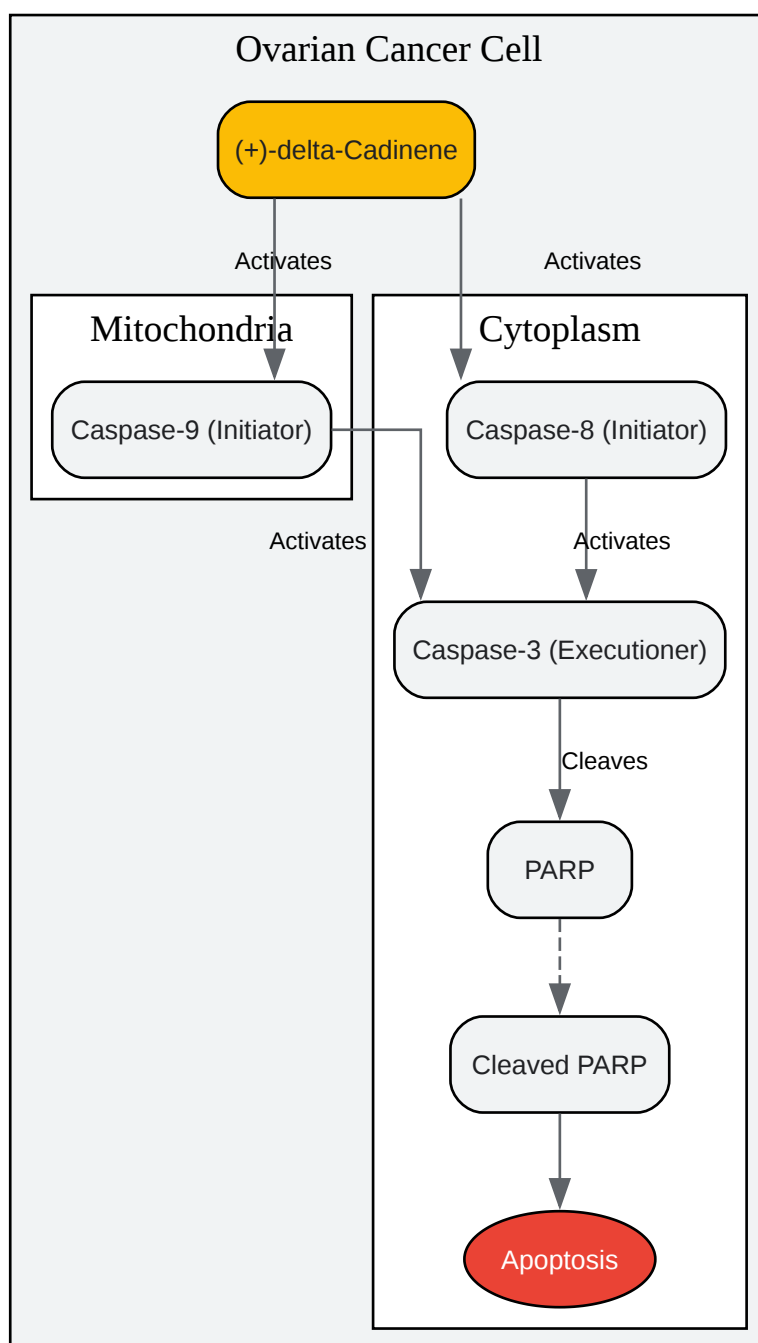 Ovarian Cancer Cell
(+)-delta-Cadinene
Activates
Activates
Mitochondria
Cytoplasm
Caspase-9 (Initiator)
Caspase-8 (Initiator)
Activates
Activates
Caspase-3 (Executioner)
Cleaves
PARP
Cleaved PARP
Apoptosis